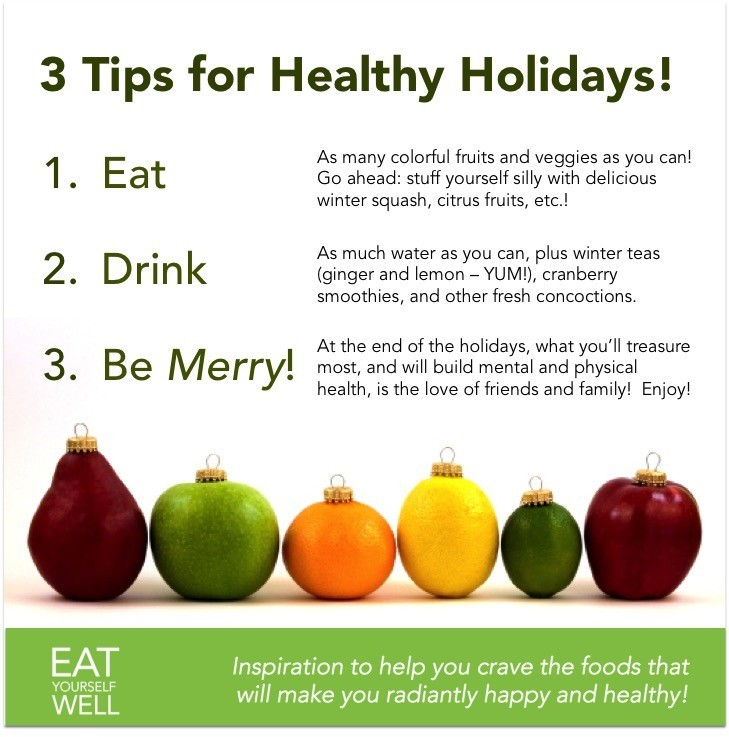 3 Tips for Healthy Holidays!
1. Eat
As many colorful fruits and veggies as you can!
Go ahead: stuff yourself silly with delicious
winter squash, citrus fruits, etc.!
2. Drink
As much water as you can, plus winter teas
(ginger and lemon – YUM!), cranberry
smoothies, and other fresh concoctions.
3. Be Merry!
At the end of the holidays, what you’ll treasure
most, and will build mental and physical
health, is the love of friends and family!  Enjoy!
EAT
YOURSELF
WELL
Inspiration to help you crave the foods that
will make you radiantly happy and healthy!